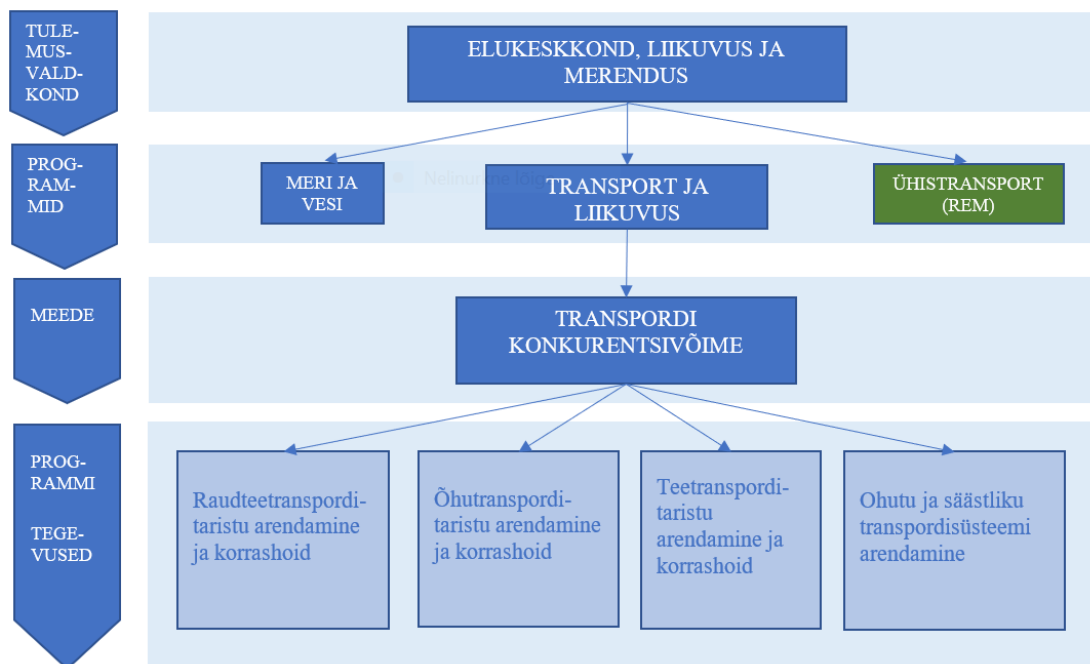 TULE-
MUS-
VALD-
KOND
ELUKESKKOND, LIIKUVUS JA
MERENDUS
PROG-
RAM-
MID
MERI JA
VESI
TRANSPORT JA
LIIKUVUS
ÜHISTRANSPORT
(REM)
MEEDE
TRANSPORDI
KONKURENTSIVÕIME
PROG-
RAMMI
TEGE-
VUSED
Raudteetranspordi-
taristu arendamine
ja korrashoid
Õhutranspordi-
taristu arendamine
ja korrashoid
Teetranspordi-
taristu
arendamine ja
korrashoid
Ohutu ja säästliku
transpordisüsteemi
arendamine